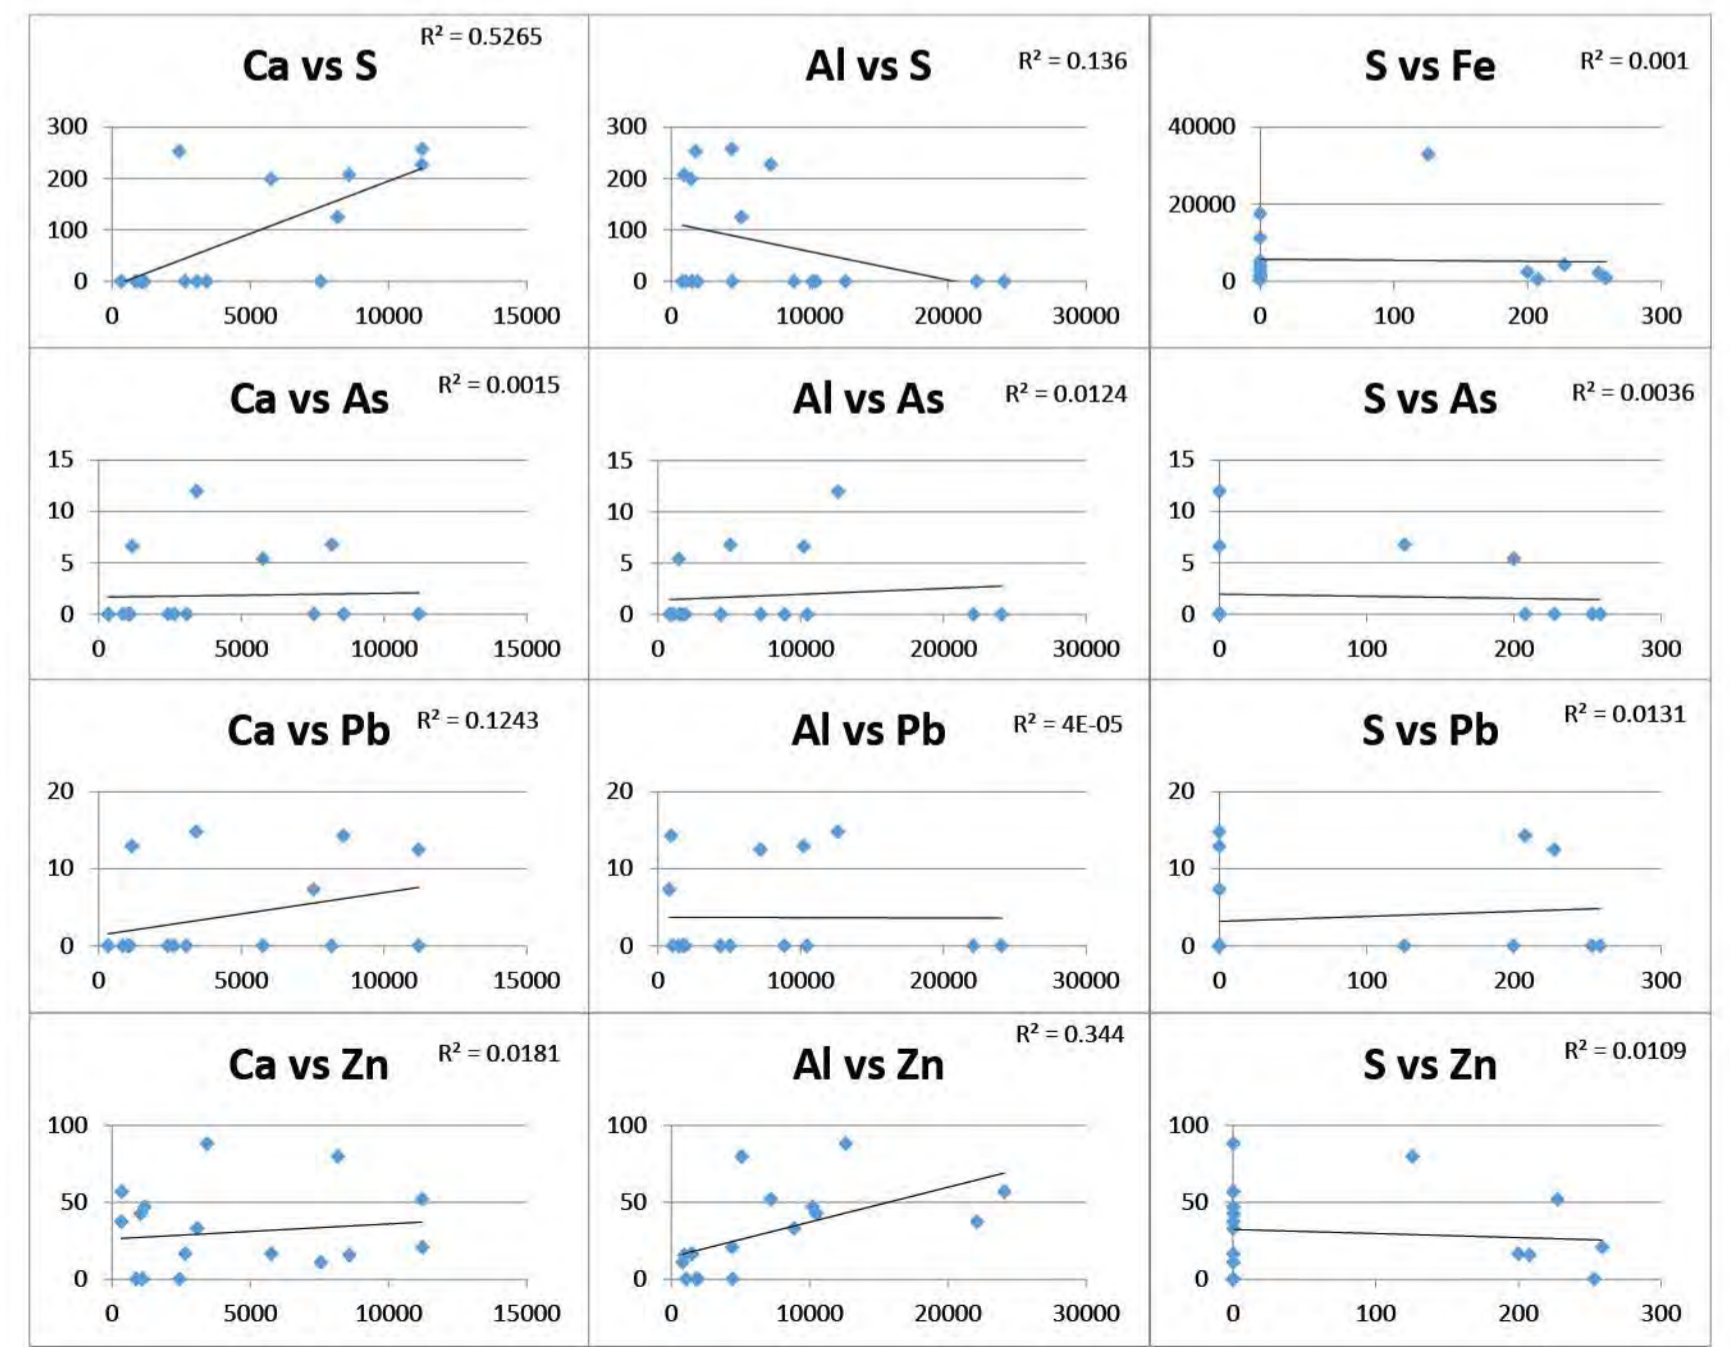 Ca vs S
R² = 0.5265
300
200
100
0
0 5000 10000 15000
Al vs S
R² = 0.136
300
200
100
0
0 10000 20000 30000
S vs Fe
R² = 0.001
40000
20000
0
0 100 200 300
Ca vs As
R² = 0.0015
15
10
5
0
0 5000 10000 15000
Al vs As
R² = 0.0124
15
10
5
0
0 10000 20000 30000
S vs As
R² = 0.0036
15
10
5
0
0 100 200 300
Ca vs Pb
R² = 0.1243
20
10
0
0 5000 10000 15000
Al vs Pb
R² = 4E-05
20
10
0
0 10000 20000 30000
S vs Pb
R² = 0.0131
20
10
0
0 100 200 300
Ca vs Zn
R² = 0.0181
100
50
0
0 5000 10000 15000
Al vs Zn
R² = 0.344
100
50
0
0 10000 20000 30000
S vs Zn
R² = 0.0109
100
50
0
0 100 200 300